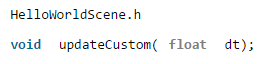 HelloWorldScene.h
void updateCustom( float dt);